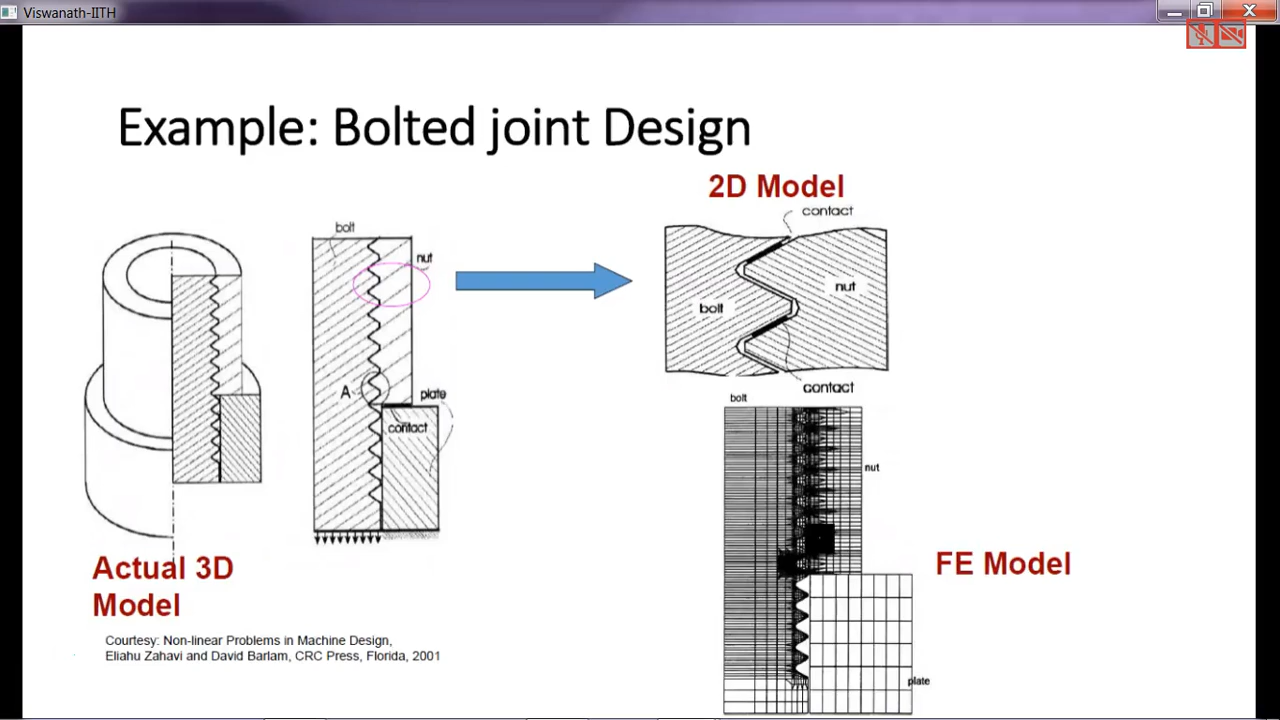 Viswanath-IITH
Example: Bolted joint Design
2D Model
contact
bolt
nut
bolt
nut
A
plate
contact
contact
bolt
nut
FE Model
plate
Actual 3D
Model
Courtesy: Non-linear Problems in Machine Design,
Eliahu Zahavi and David Barlam, CRC Press, Florida, 2001